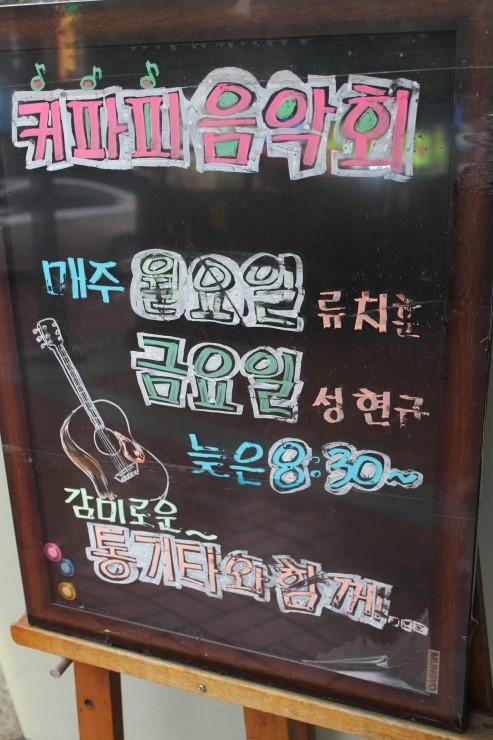 커파피 음악회
매주 월요일 류치훈
금요일 성현규
늦은 8:30~
감미로운~
통기타와 함께...